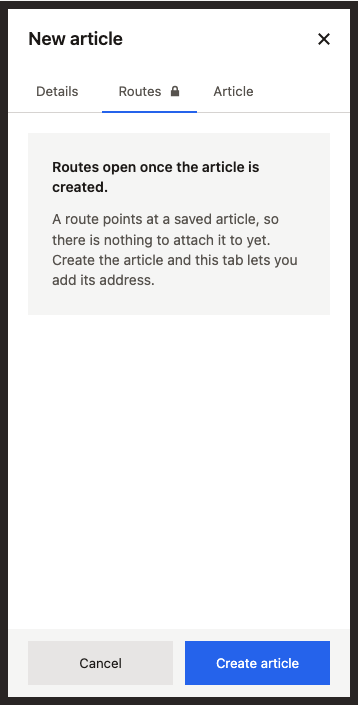 New article
Details
Routes
Article
Routes open once the article is
created.
A route points at a saved article, so
there is nothing to attach it to yet.
Create the article and this tab lets you
add its address.
Cancel
Create article